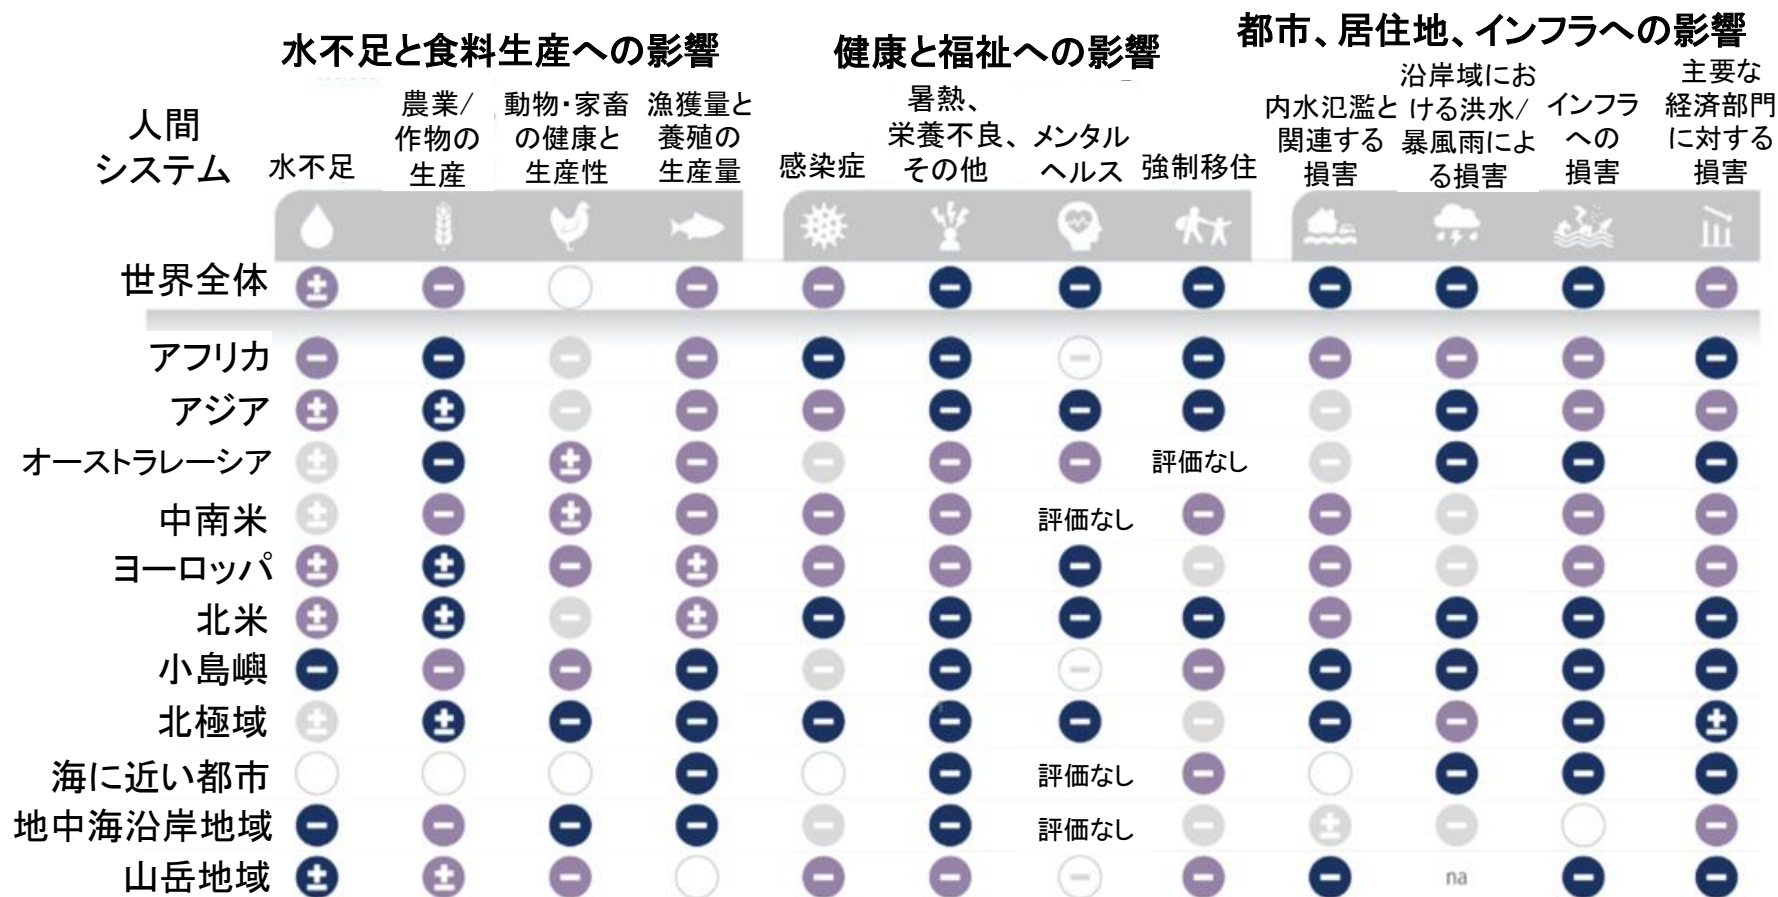 水不足と食料生産への影響
健康と福祉への影響
都市、居住地、インフラへの影響
人間
システム
水不足
農業/
作物の
生産
動物・家畜
の健康と
生産性
漁獲量と
養殖の
生産量
感染症
暑熱、
栄養不良、
その他
メンタル
ヘルス
強制移住
内水氾濫と
関連する
損害
沿岸域にお
ける洪水/
暴風雨によ
る損害
インフラ
への
損害
主要な
経済部門
に対する
損害
世界全体
アフリカ
アジア
オーストラレーシア
評価なし
中南米
評価なし
ヨーロッパ
北米
小島嶼
北極域
海に近い都市
評価なし
地中海沿岸地域
評価なし
山岳地域
na